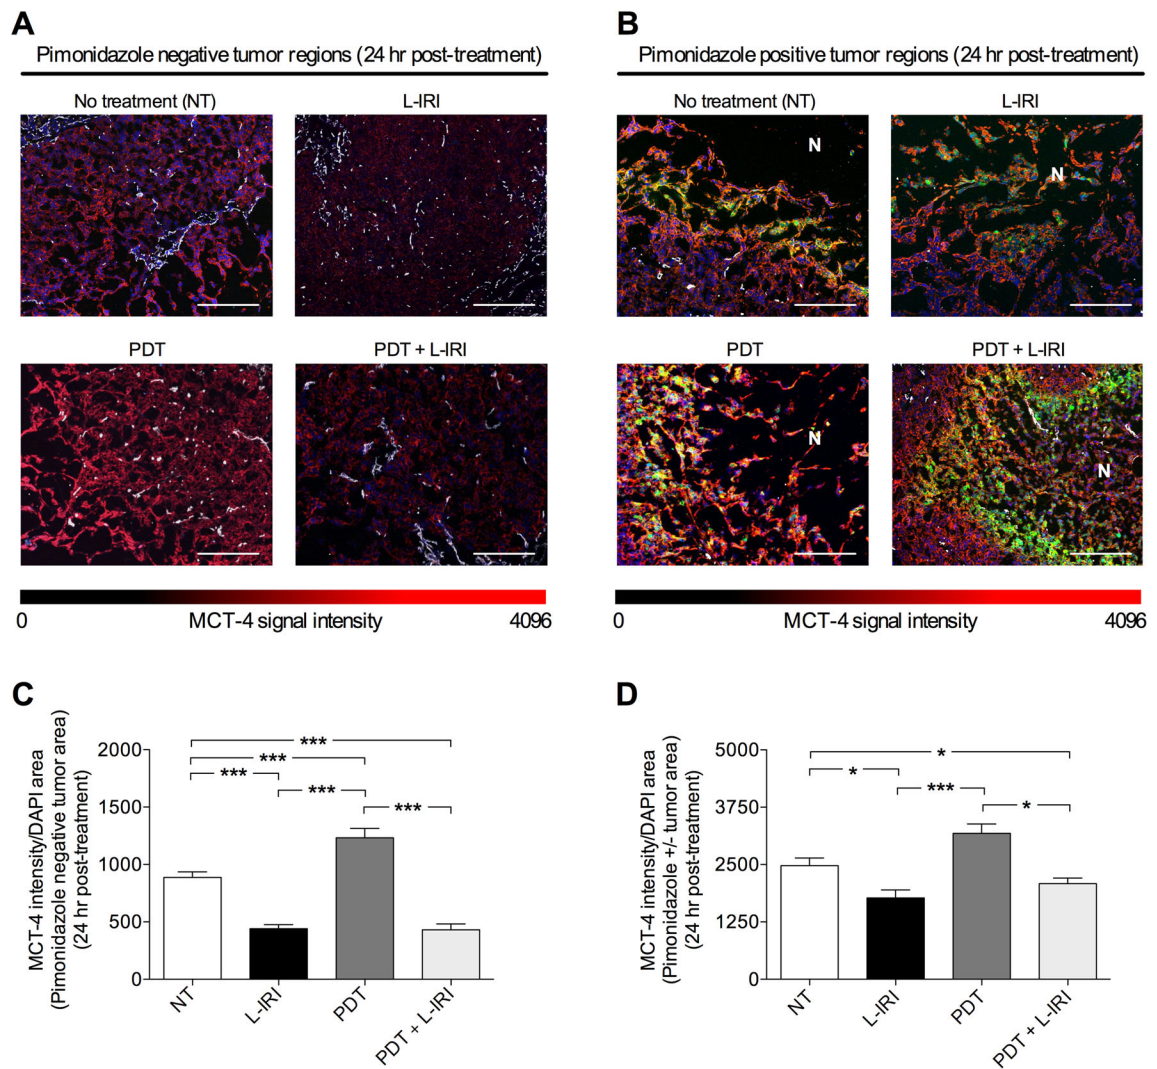 A
Pimonidazole negative tumor regions (24 hr post-treatment)
No treatment (NT)
L-IRI
PDT
PDT + L-IRI
0
MCT-4 signal intensity
4096
B
Pimonidazole positive tumor regions (24 hr post-treatment)
No treatment (NT)
L-IRI
N
N
PDT
PDT + L-IRI
N
N
0
MCT-4 signal intensity
4096
C
MCT-4 intensity/DAPI area
(Pimonidazole negative tumor area)
(24 hr post-treatment)
2000
1500
1000
500
0
***
***
***
***
***
NT
L-IRI
PDT
PDT + L-IRI
D
MCT-4 intensity/DAPI area
(Pimonidazole +/- tumor area)
(24 hr post-treatment)
5000
3750
2500
1250
0
*
*
***
*
NT
L-IRI
PDT
PDT + L-IRI